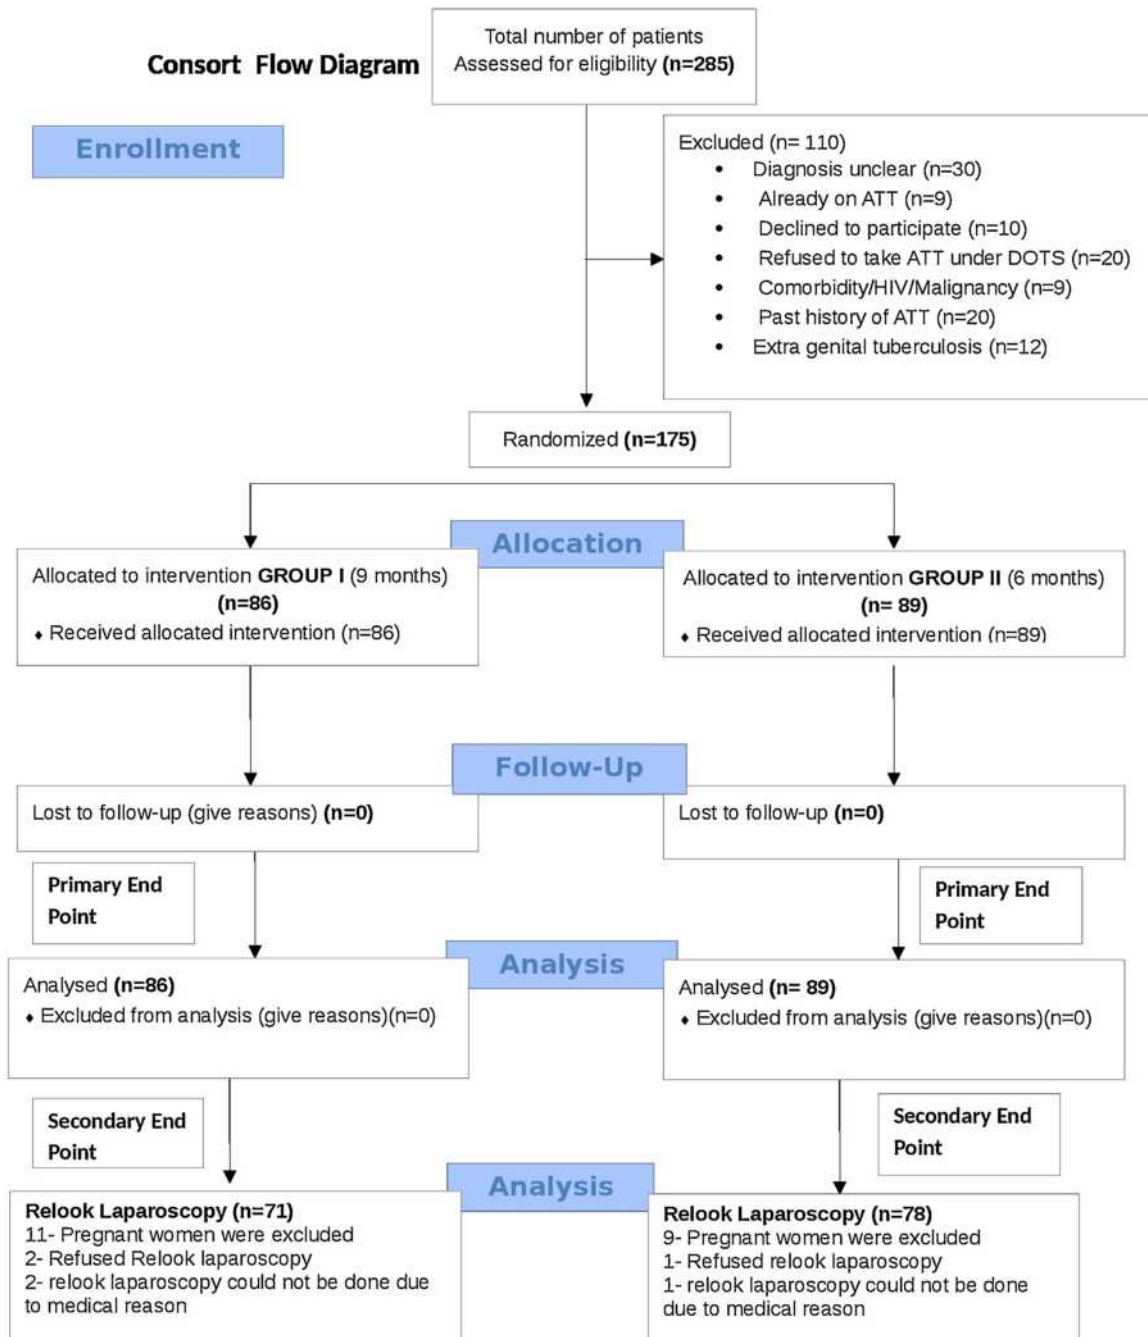 Consort Flow Diagram
Total number of patients
Assessed for eligibility (n=285)
Enrollment
Excluded (n= 110)
• Diagnosis unclear (n=30)
• Already on ATT (n=9)
• Declined to participate (n=10)
• Refused to take ATT under DOTS (n=20)
• Comorbidity/HIV/Malignancy (n=9)
• Past history of ATT (n=20)
• Extra genital tuberculosis (n=12)
Randomized (n=175)
Allocation
Allocated to intervention GROUP I (9 months)
(n=86)
♦ Received allocated intervention (n=86)
Allocated to intervention GROUP II (6 months)
(n= 89)
♦ Received allocated intervention (n=89)
Follow-Up
Lost to follow-up (give reasons) (n=0)
Lost to follow-up (n=0)
Primary End
Point
Primary End
Point
Analysis
Analysed (n=86)
♦ Excluded from analysis (give reasons)(n=0)
Analysed (n= 89)
♦ Excluded from analysis (give reasons)(n=0)
Secondary End
Point
Secondary End
Point
Analysis
Relook Laparoscopy (n=71)
11- Pregnant women were excluded
2- Refused Relook laparoscopy
2- relook laparoscopy could not be done due
to medical reason
Relook Laparoscopy (n=78)
9- Pregnant women were excluded
1- Refused relook laparoscopy
1- relook laparoscopy could not be done
due to medical reason